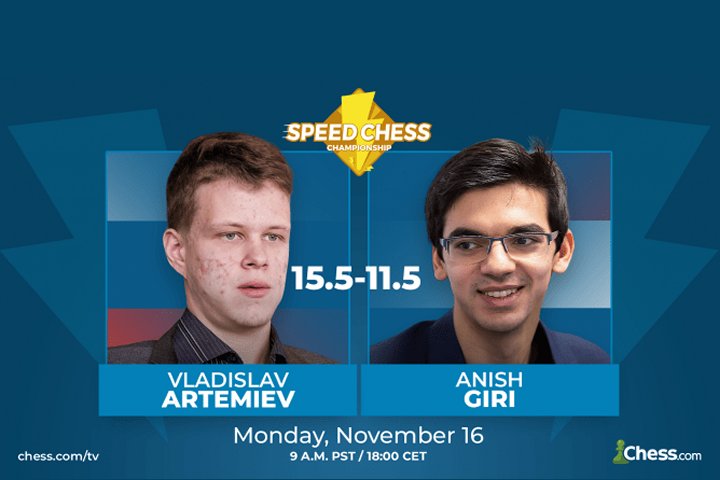 SPEED CHESS
CHAMPIONSHIP
15.5-11.5
VLADISLAV
ARTEMIEV
ANISH
GIRI
Monday, November 16
9 A.M. PST / 18:00 CET
chess.com/tv
Chess.com